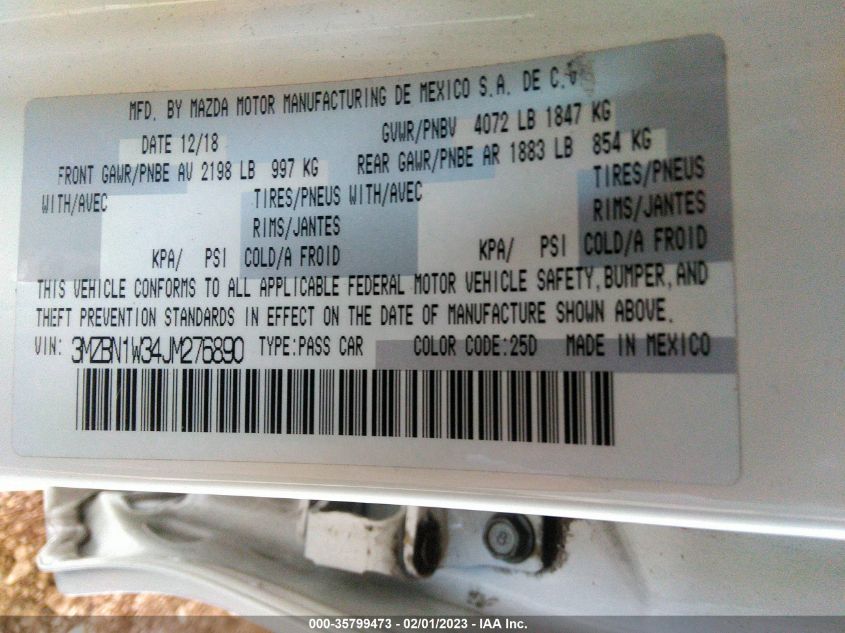 MFD. BY MAZDA MOTOR MANUFACTURING DE MEXICO S.A. DE C.V
DATE 12/18 GVWR/PNBV 4072 LB 1847 KG
FRONT GAWR/PNBE AV 2198 LB 997 KG REAR GAWR/PNBE AR 1883 LB 854 KG
WITH/AVEC TIRES/PNEUS WITH/AVEC TIRES/PNEUS
RIMS/JANTES RIMS/JANTES
KPA/ PSI COLD/A FROID KPA/ PSI COLD/A FROID
THIS VEHICLE CONFORMS TO ALL APPLICABLE FEDERAL MOTOR VEHICLE SAFETY, BUMPER, AND
THEFT PREVENTION STANDARDS IN EFFECT ON THE DATE OF MANUFACTURE SHOWN ABOVE.
VIN: 3MZBN1W34JM276890 TYPE:PASS CAR COLOR CODE:25D MADE IN MEXICO
000-35799473 - 02/01/2023 - IAA Inc.